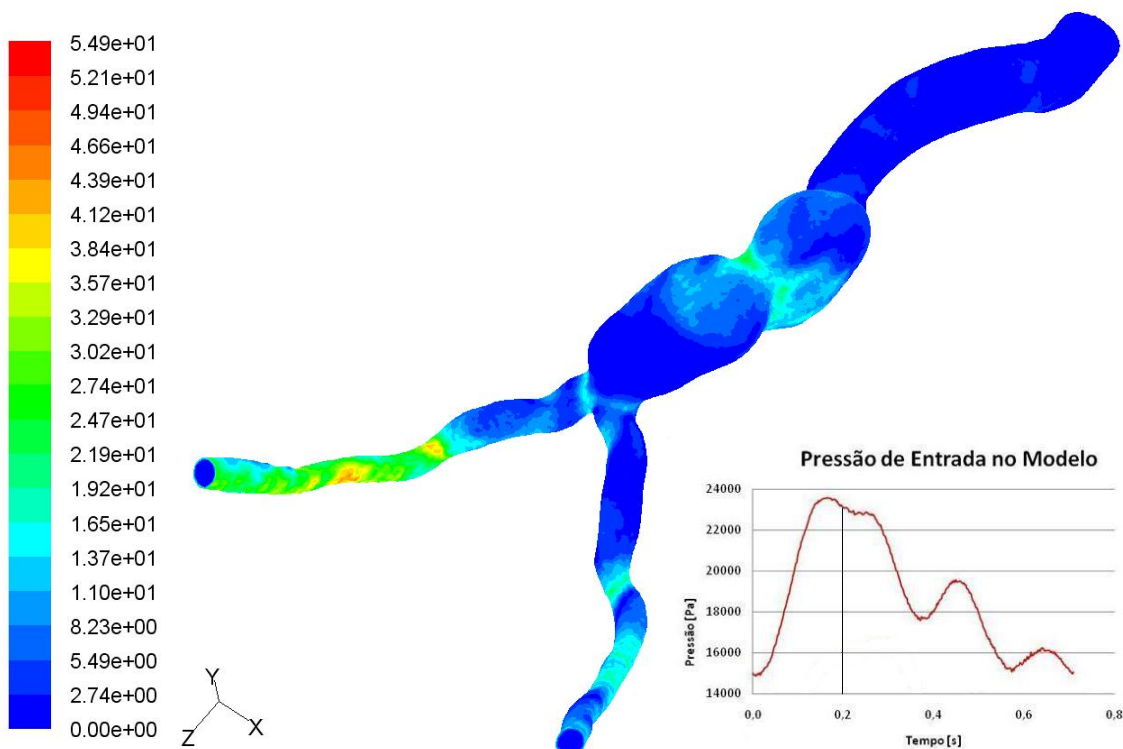 5.49e+01
5.21e+01
4.94e+01
4.66e+01
4.39e+01
4.12e+01
3.84e+01
3.57e+01
3.29e+01
3.02e+01
2.74e+01
2.47e+01
2.19e+01
1.92e+01
1.65e+01
1.37e+01
1.10e+01
8.23e+00
5.49e+00
2.74e+00
0.00e+00
Y
X
Z
Pressão de Entrada no Modelo
Pressão [Pa]
24000
22000
20000
18000
16000
14000
0,0 0,2 0,4 0,6 0,8
Tempo [s]